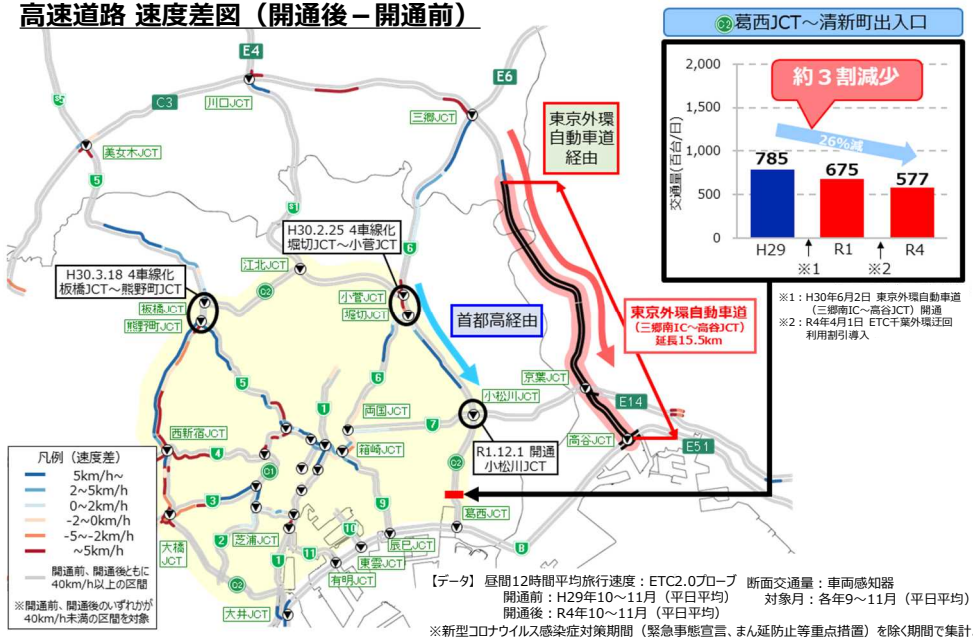 高速道路 速度差図（開通後－開通前）
C2葛西JCT～清新町出入口
約３割減少
26%減
交通量(百台/日)
2,000
1,500
1,000
500
0
785
675
577
H29
R1
R4
※1
※2
※1：H30年6月2日 東京外環自動車道
（三郷南IC～高谷JCT）開通
※2：R4年4月1日 ETC千葉外環迂回
利用割引導入
E4
E6
C3
川口JCT
三郷JCT
美女木JCT
東京外環
自動車道
経由
5
S1
6
H30.2.25 4車線化
堀切JCT～小菅JCT
H30.3.18 4車線化
板橋JCT～熊野町JCT
江北JCT
C2
板橋JCT
熊野町JCT
小菅JCT
堀切JCT
首都高経由
東京外環自動車道
（三郷南IC～高谷JCT）
延長15.5km
5
6
1
京葉JCT
E14
小松川JCT
両国JCT
7
西新宿JCT
4
箱崎JCT
高谷JCT
E51
R1.12.1 開通
小松川JCT
C1
C2
3
9
葛西JCT
大橋
JCT
2
芝浦JCT
10
辰巳JCT
B
1
11
東雲JCT
有明JCT
C2
大井JCT
凡例（速度差）
5km/h~
2~5km/h
0~2km/h
-2~0km/h
-5~-2km/h
~5km/h
開通前、開通後ともに
40km/h以上の区間
※開通前、開通後のいずれかが
40km/h未満の区間を対象
【データ】 昼間12時間平均旅行速度：ETC2.0プローブ 断面交通量：車両感知器
開通前：H29年10～11月（平日平均） 対象月：各年9～11月（平日平均）
開通後：R4年10～11月（平日平均）
※新型コロナウイルス感染症対策期間（緊急事態宣言、まん延防止等重点措置）を除く期間で集計